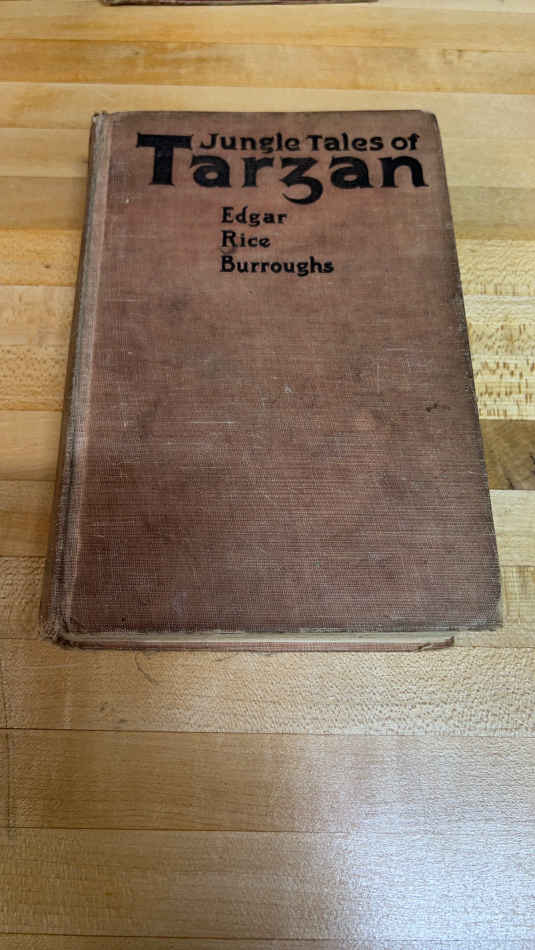 Jungle Tales of
Tarzan
Edgar
Rice
Burroughs